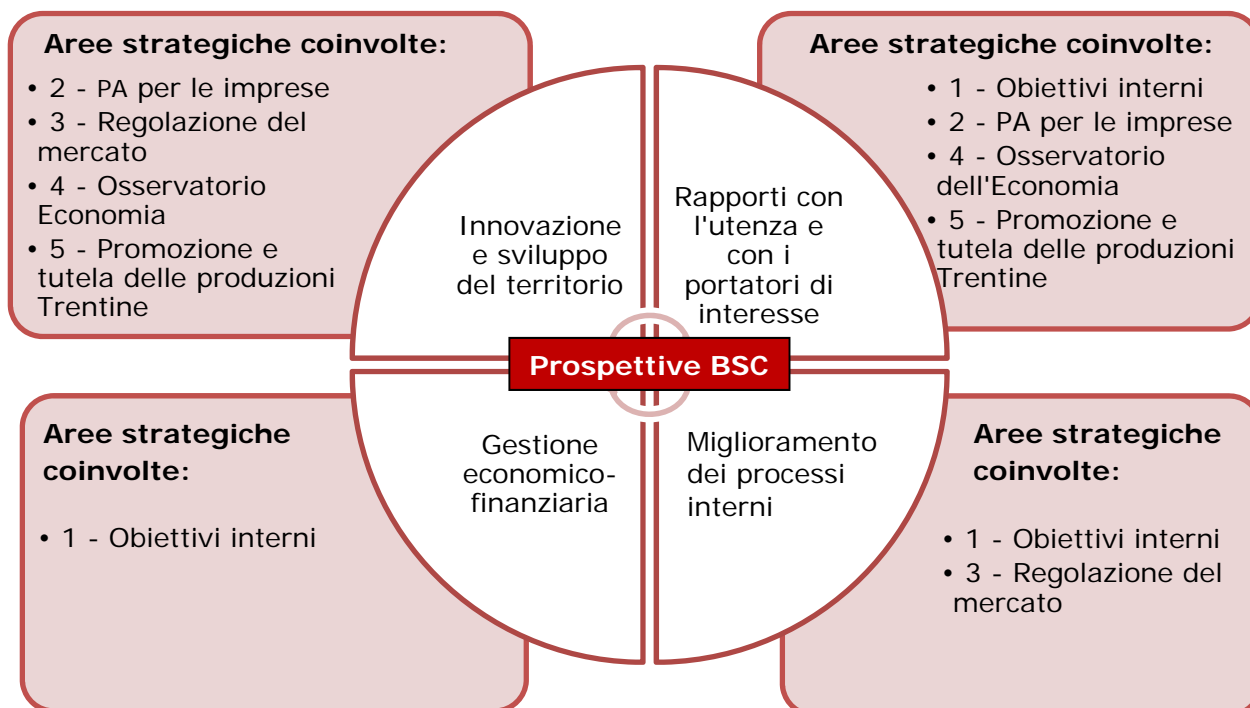 Aree strategiche coinvolte:
• 2 - PA per le imprese
• 3 - Regolazione del
mercato
• 4 - Osservatorio
Economia
• 5 - Promozione e
tutela delle produzioni
Trentine
Aree strategiche coinvolte:
• 1 - Obiettivi interni
• 2 - PA per le imprese
• 4 - Osservatorio
dell'Economia
• 5 - Promozione e
tutela delle produzioni
Trentine
Innovazione
e sviluppo
del territorio
Rapporti con
l'utenza e
con i
portatori di
interesse
Prospettive BSC
Aree strategiche
coinvolte:
• 1 - Obiettivi interni
Gestione
economico-
finanziaria
Miglioramento
dei processi
interni
Aree strategiche
coinvolte:
• 1 - Obiettivi interni
• 3 - Regolazione del
mercato